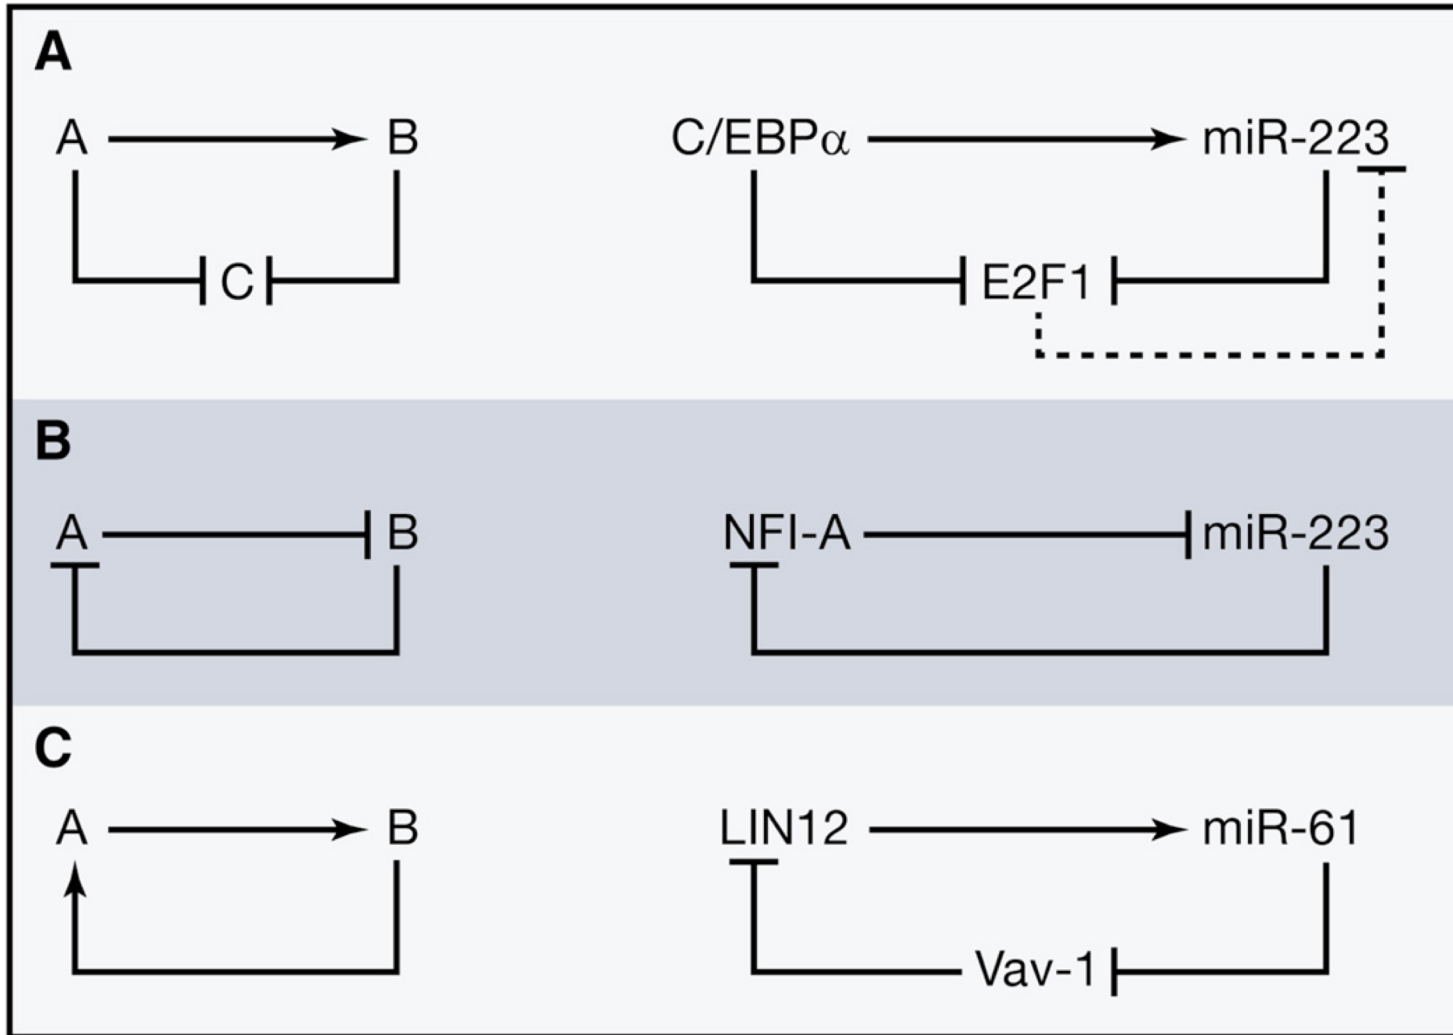 A
A B C/EBPα miR-223
C E2F1
B
A B NFI-A miR-223
C
A B LIN12 miR-61
Vav-1